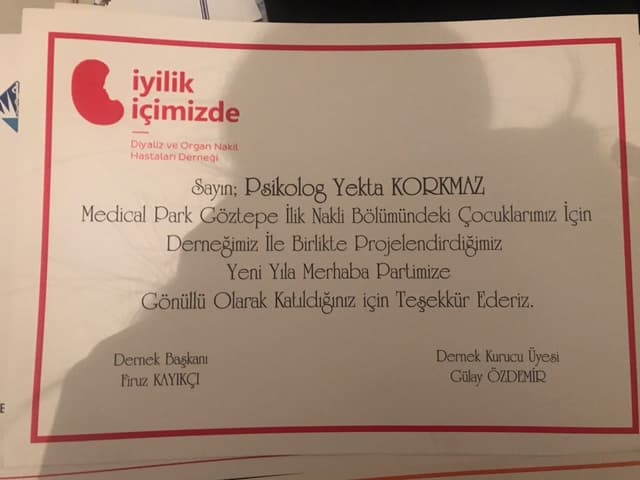 iyilik
içimizde
Diyaliz ve Organ Nakil
Hastaları Derneği
Sayın; Psikolog Yekta KORKMAZ
Medical Park Göztepe İlik Nakli Bölümündeki Çocuklarımız İçin
Derneğimiz İle Birlikte Projelendirdiğimiz
Yeni Yıla Merhaba Partimize
Gönüllü Olarak Katıldığınız için Teşekkür Ederiz.
Dernek Başkanı
Firuz KAYIKÇI
Dernek Kurucu Üyesi
Gülay ÖZDEMİR
E